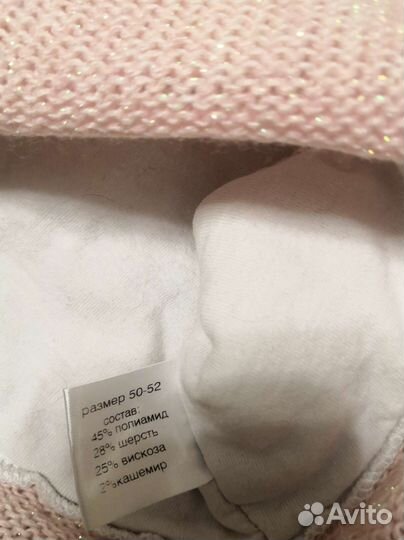 размер 50-52
состав:
45% полиамид
28% шерсть
25% вискоза
2% кашемир
Avito